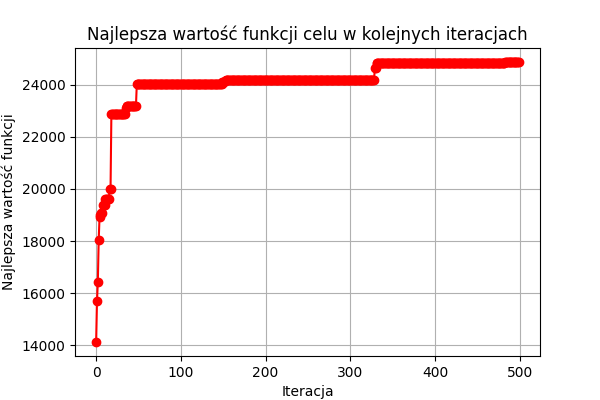 Najlepsza wartość funkcji celu w kolejnych iteracjach
Najlepsza wartość funkcji
24000
22000
20000
18000
16000
14000
0 100 200 300 400 500
Iteracja